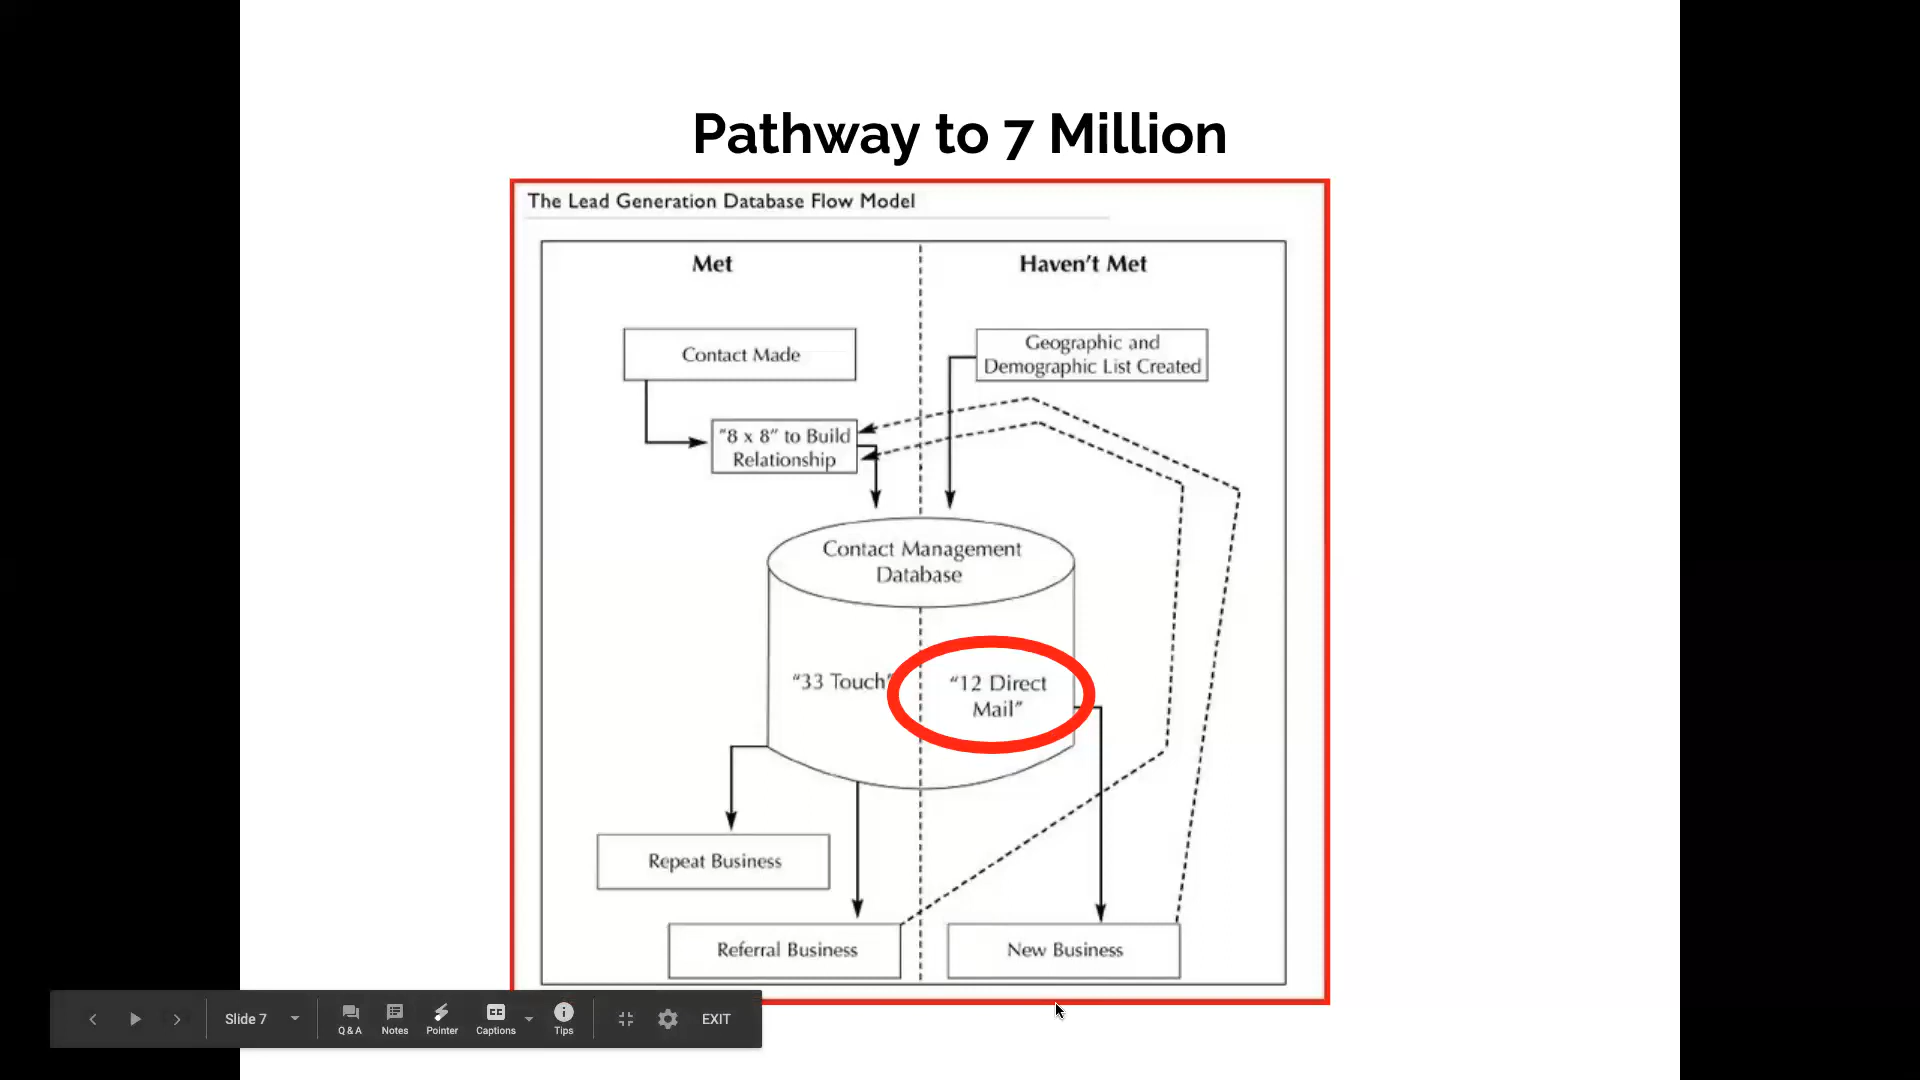 Pathway to 7 Million
The Lead Generation Database Flow Model
Met
Haven't Met
Contact Made
Geographic and
Demographic List Created
"8 x 8" to Build
Relationship
Contact Management
Database
"33 Touch"
"12 Direct
Mail"
Repeat Business
Referral Business
New Business
Slide 7
Q & A
Notes
Pointer
CC
Captions
Tips
EXIT